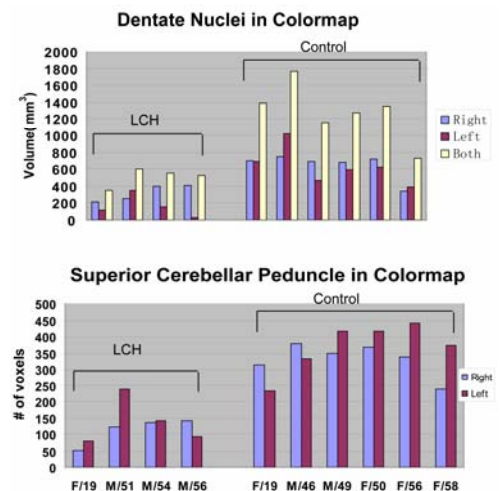 Dentate Nuclei in Colormap
Control
LCH
Volume(mm³)
2000
1800
1600
1400
1200
1000
800
600
400
200
0
Right
Left
Both
Superior Cerebellar Peduncle in Colormap
Control
LCH
# of voxels
500
450
400
350
300
250
200
150
100
50
0
Right
Left
F/19 M/51 M/54 M/56 F/19 M/46 M/49 F/50 F/56 F/58